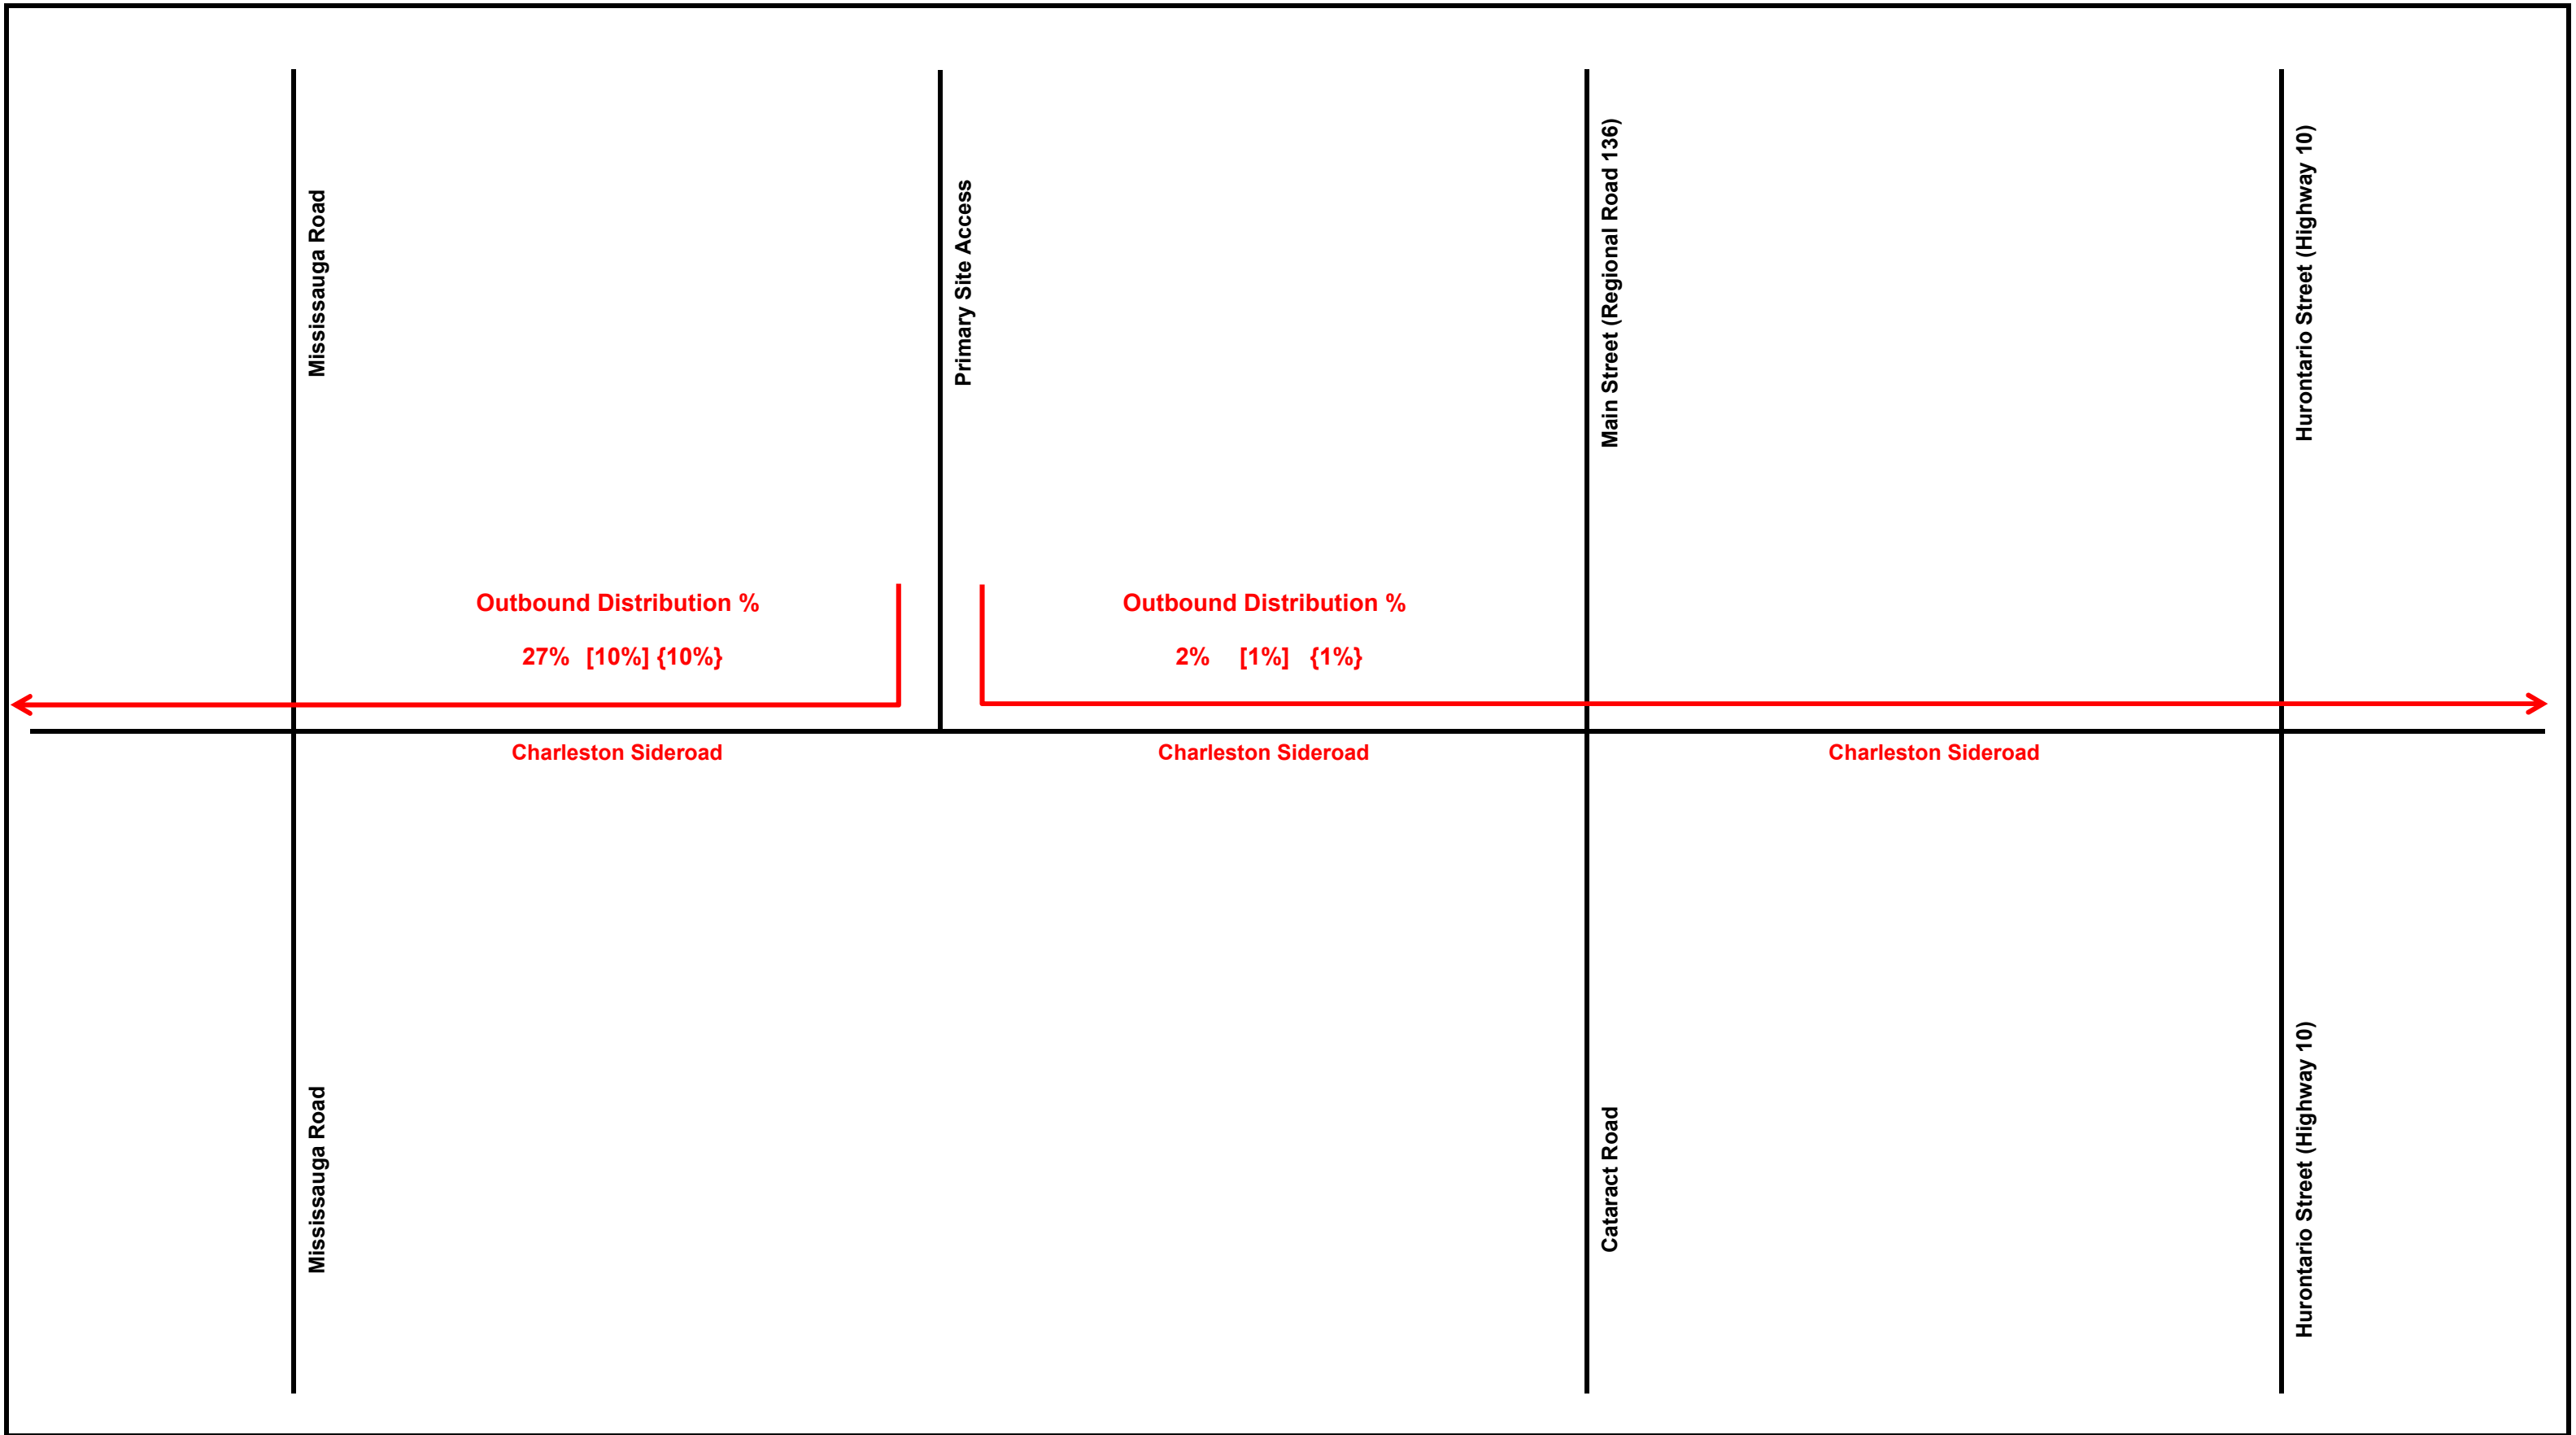 Mississauga Road
Primary Site Access
Main Street (Regional Road 136)
Hurontario Street (Highway 10)
Outbound Distribution %
27% [10%] {10%}
Outbound Distribution %
2% [1%] {1%}
Charleston Sideroad
Charleston Sideroad
Charleston Sideroad
Mississauga Road
Cataract Road
Hurontario Street (Highway 10)